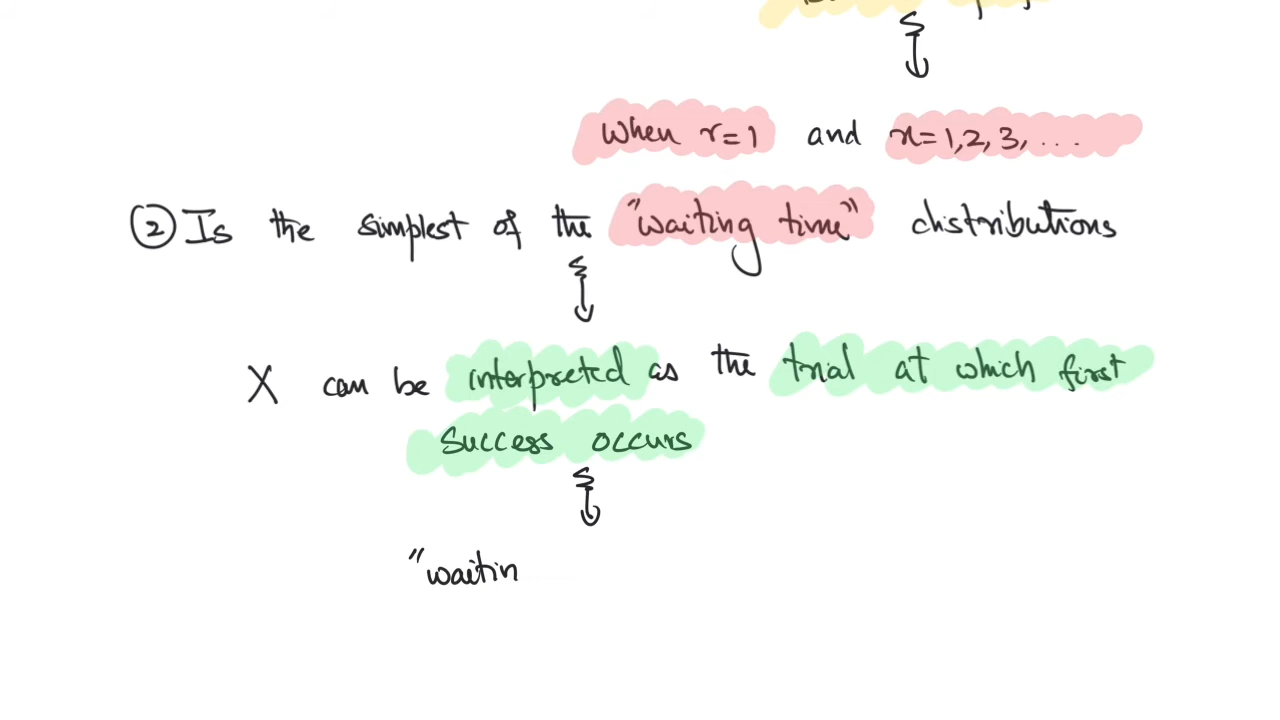 When r=1 and x=1,2,3,...
② Is the simplest of the "waiting time" distributions
X can be interpreted as the trial at which first
success occurs
"waitin